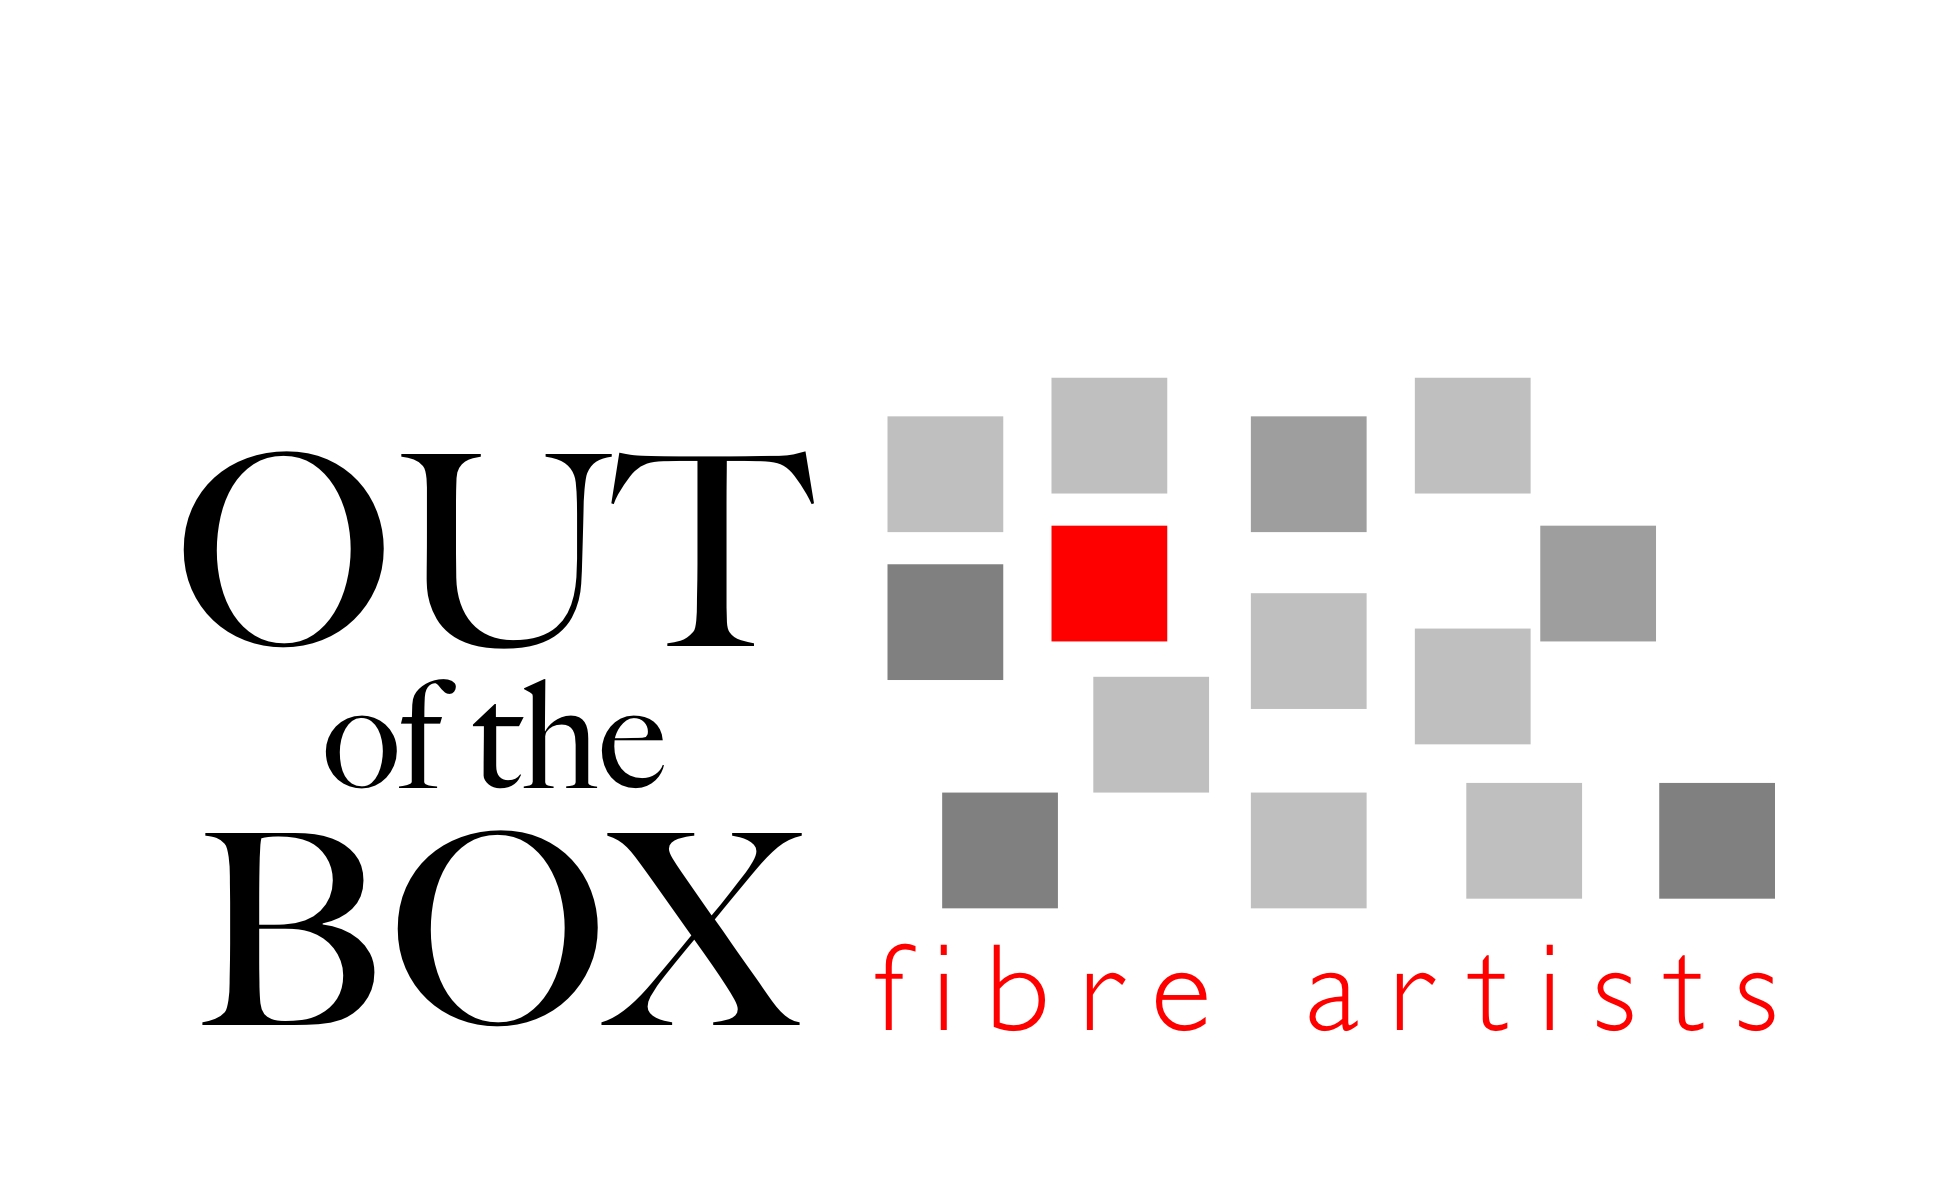 OUT
of the
BOX
fibre artists